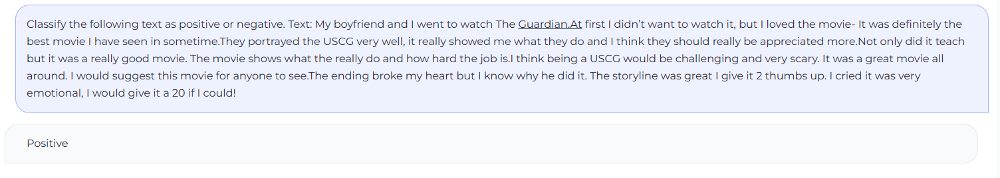 Classify the following text as positive or negative. Text: My boyfriend and I went to watch The Guardian.At first I didn’t want to watch it, but I loved the movie- It was definitely the
best movie I have seen in sometime.They portrayed the USCG very well, it really showed me what they do and I think they should really be appreciated more.Not only did it teach
but it was a really good movie. The movie shows what the really do and how hard the job is.I think being a USCG would be challenging and very scary. It was a great movie all
around. I would suggest this movie for anyone to see.The ending broke my heart but I know why he did it. The storyline was great I give it 2 thumbs up. I cried it was very
emotional, I would give it a 20 if I could!
Positive